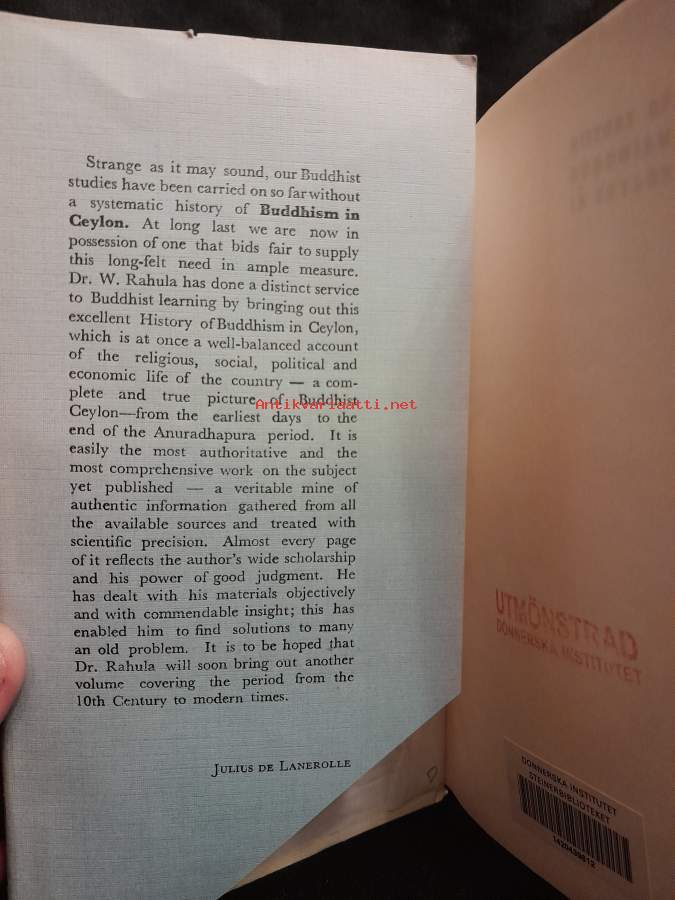 Strange as it may sound, our Buddhist
studies have been carried on so far without
a systematic history of Buddhism in
Ceylon. At long last we are now in
possession of one that bids fair to supply
this long-felt need in ample measure.
Dr. W. Rahula has done a distinct service
to Buddhist learning by bringing out this
excellent History of Buddhism in Ceylon,
which is at once a well-balanced account
of the religious, social, political and
economic life of the country — a com-
plete and true picture of Buddhist
Ceylon—from the earliest days to the
end of the Anuradhapura period. It is
easily the most authoritative and the
most comprehensive work on the subject
yet published — a veritable mine of
authentic information gathered from all
the available sources and treated with
scientific precision. Almost every page
of it reflects the author's wide scholarship
and his power of good judgment. He
has dealt with his materials objectively
and with commendable insight; this has
enabled him to find solutions to many
an old problem. It is to be hoped that
Dr. Rahula will soon bring out another
volume covering the period from the
10th Century to modern times.
Julius de Lanerolle
Antikvariaatti.net
UTMÖNSTRAD
DONNERSKA INSTITUTET
DONNERSKA INSTITUTET
STEINERBIBLIOTEKET